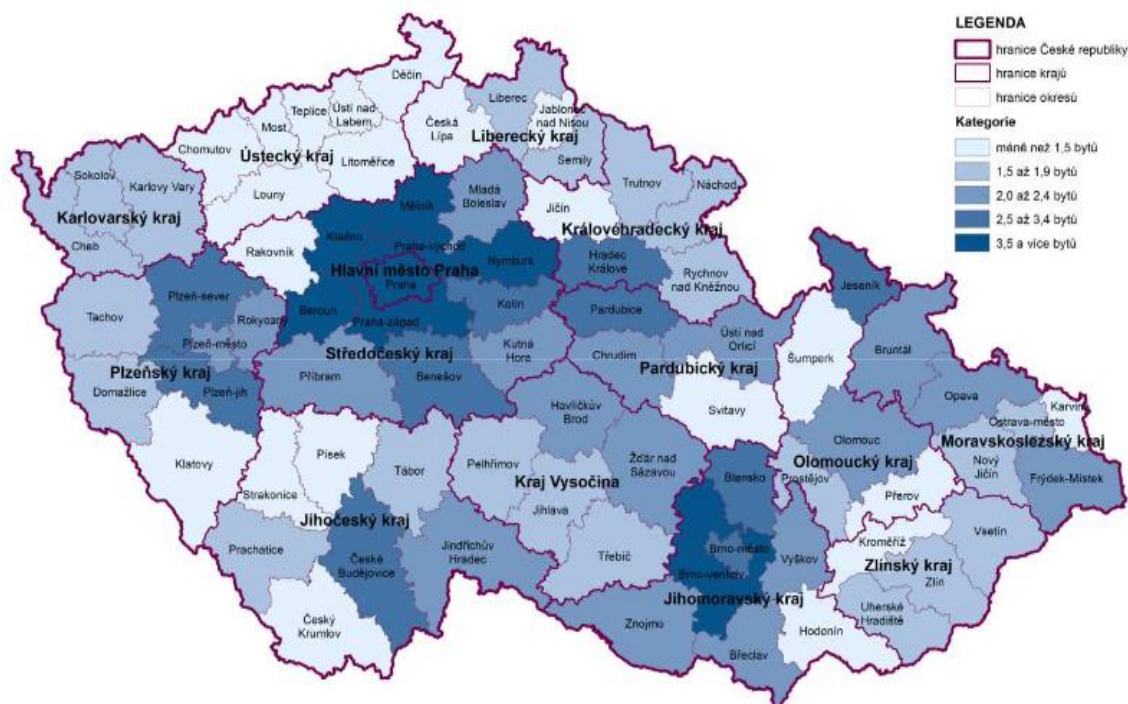 LEGENDA
hranice České republiky
hranice krajů
hranice okresů
Kategorie
méně než 1,5 bytů
1,5 až 1,9 bytů
2,0 až 2,4 bytů
2,5 až 3,4 bytů
3,5 a více bytů
Děčín
Liberec
Teplice
Ústí nad
Labem
Most
Česká
Lípa
Jablonec
nad Nisou
Chomutov
Ústecký kraj
Litoměřice
Liberecký kraj
Semily
Sokolov
Karlovy Vary
Louny
Trutnov
Náchod
Mělník
Mladá
Boleslav
Jičín
Karlovarský kraj
Cheb
Kladno
Královéhradecký kraj
Rakovník
Praha-východ
Nymburk
Hradec
Králové
Hlavní město Praha
Praha
Rychnov
nad Kněžnou
Jeseník
Plzeň-sever
Tachov
Rokycany
Beroun
Praha-západ
Kolín
Pardubice
Plzeň-město
Středočeský kraj
Kutná
Hora
Chrudim
Ústí nad
Orlicí
Pardubický kraj
Šumperk
Bruntál
Plzeňský kraj
Příbram
Benešov
Domažlice
Plzeň-jih
Svitavy
Opava
Havlíčkův
Brod
Karviná
Ostrava-město
Moravskoslezský kraj
Klatovy
Písek
Tábor
Pelhřimov
Žďár nad
Sázavou
Olomouc
Olomoucký kraj
Nový
Jičín
Frýdek-Místek
Strakonice
Kraj Vysočina
Blansko
Prostějov
Přerov
Jihočeský kraj
Jihlava
Prachatice
České
Budějovice
Jindřichův
Hradec
Třebíč
Brno-město
Vyškov
Kroměříž
Vsetín
Zlínský kraj
Zlín
Brno-venkov
Jihomoravský kraj
Uherské
Hradiště
Český
Krumlov
Znojmo
Hodonín
Břeclav